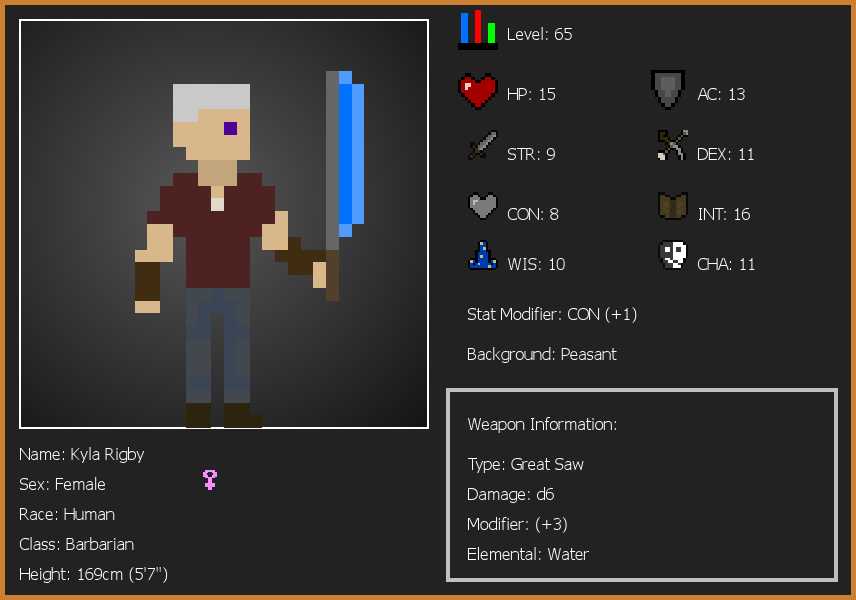 Level: 65
HP: 15
AC: 13
STR: 9
DEX: 11
CON: 8
INT: 16
WIS: 10
CHA: 11
Stat Modifier: CON (+1)
Background: Peasant
Weapon Information:
Type: Great Saw
Damage: d6
Modifier: (+3)
Elemental: Water
Name: Kyla Rigby
Sex: Female
Race: Human
Class: Barbarian
Height: 169cm (5'7")